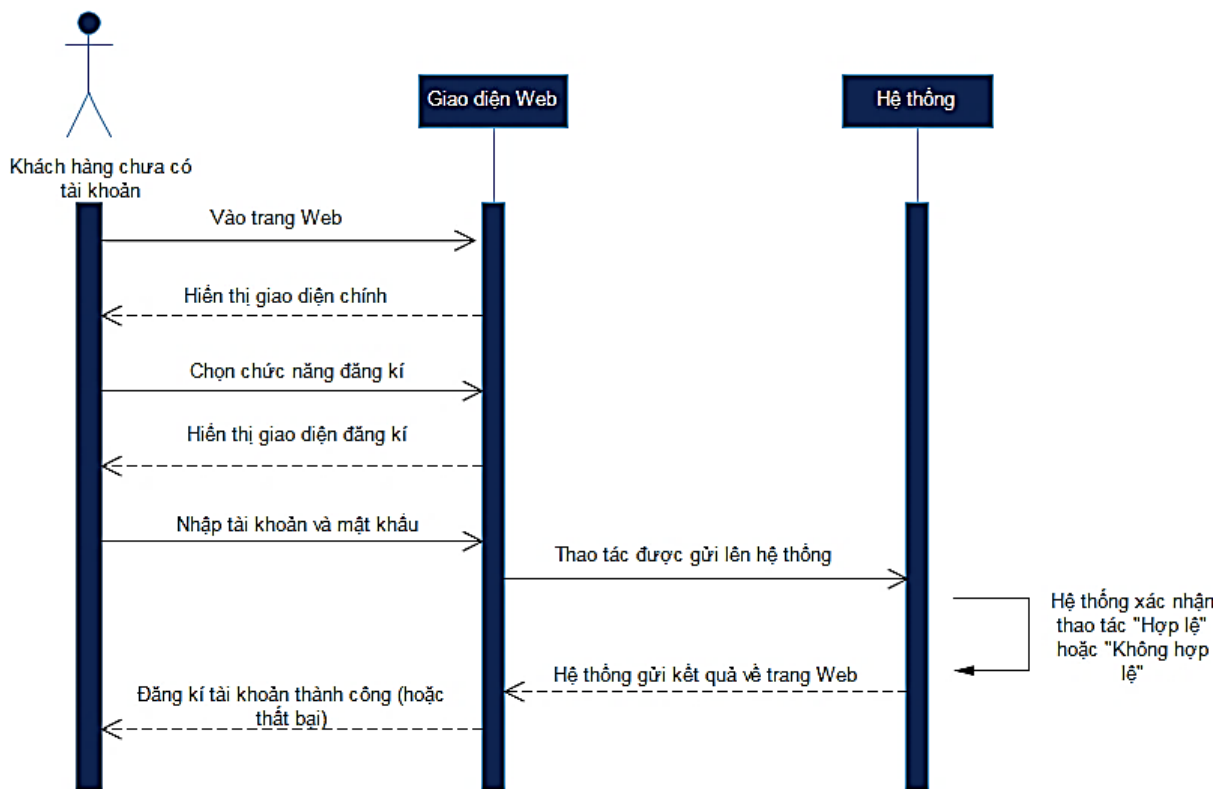 Giao diện Web
Hệ thống
Khách hàng chưa có
tài khoản
Vào trang Web
Hiển thị giao diện chính
Chọn chức năng đăng kí
Hiển thị giao diện đăng kí
Nhập tài khoản và mật khẩu
Thao tác được gửi lên hệ thống
Hệ thống xác nhận
thao tác "Hợp lệ"
hoặc "Không hợp
lệ"
Hệ thống gửi kết quả về trang Web
Đăng kí tài khoản thành công (hoặc
thất bại)